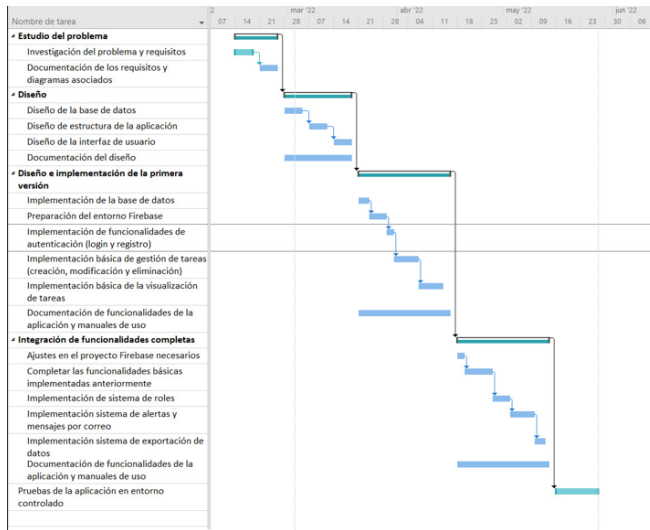 2 mar '22 abr '22 may '22 jun '22
Nombre de tarea 07 14 21 28 07 14 21 28 04 11 18 25 02 09 16 23 30 06
Estudio del problema
Investigación del problema y requisitos
Documentación de los requisitos y
diagramas asociados
Diseño
Diseño de la base de datos
Diseño de estructura de la aplicación
Diseño de la interfaz de usuario
Documentación del diseño
Diseño e implementación de la primera
versión
Implementación de la base de datos
Preparación del entorno Firebase
Implementación de funcionalidades de
autenticación (login y registro)
Implementación básica de gestión de tareas
(creación, modificación y eliminación)
Implementación básica de la visualización
de tareas
Documentación de funcionalidades de la
aplicación y manuales de uso
Integración de funcionalidades completas
Ajustes en el proyecto Firebase necesarios
Completar las funcionalidades básicas
implementadas anteriormente
Implementación de sistema de roles
Implementación sistema de alertas y
mensajes por correo
Implementación sistema de exportación de
datos
Documentación de funcionalidades de la
aplicación y manuales de uso
Pruebas de la aplicación en entorno
controlado